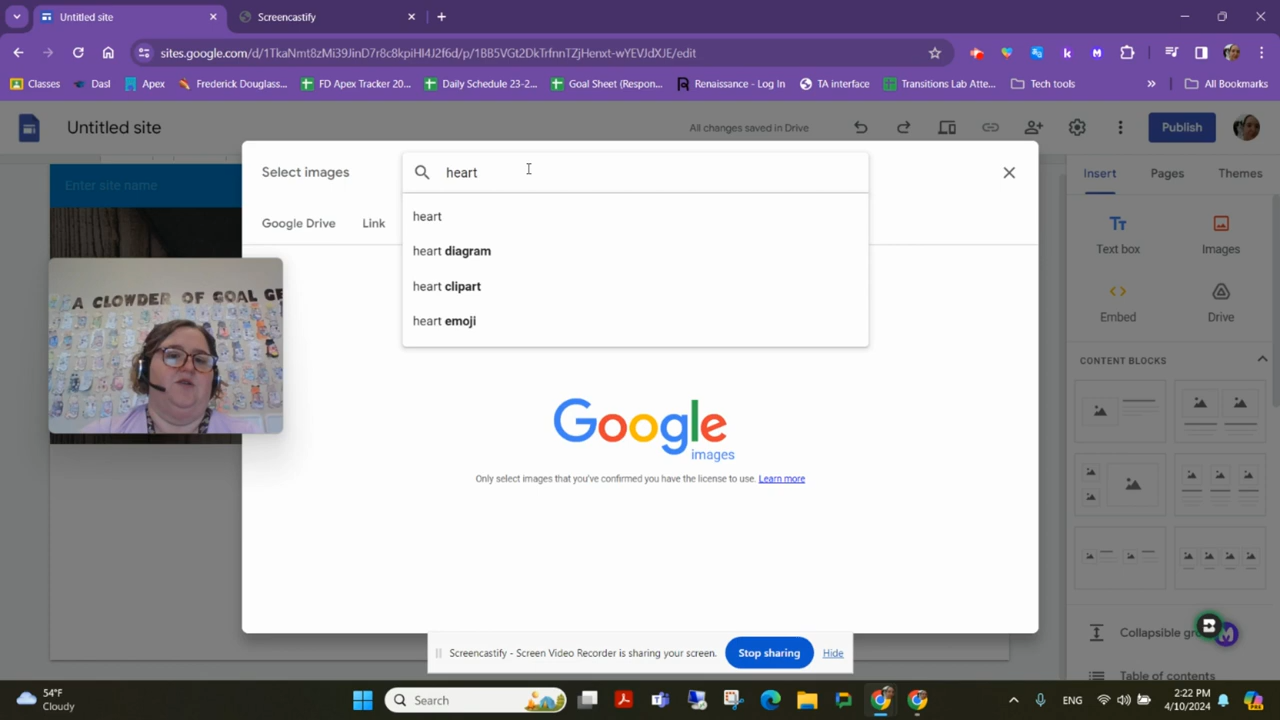 Untitled site
Screencastify
sites.google.com/d/1TkaNmt8zMi39JinD7r8c8kpiHI4J2f6d/p/1BB5VGt2DkTrfnnTZjHenxt-wYEVJdXJE/edit
Classes
Dasl
Apex
Frederick Douglass...
FD Apex Tracker 20...
Daily Schedule 23-2...
Goal Sheet (Respon...
Renaissance - Log In
TA interface
Transitions Lab Atte...
Tech tools
»
All Bookmarks
Untitled site
All changes saved in Drive
Publish
Enter site name
Select images
heart
Google Drive
Link
heart
heart diagram
heart clipart
heart emoji
Google
images
Only select images that you've confirmed you have the license to use. Learn more
A CLOWDER OF GOAL GE
Insert
Pages
Themes
Text box
Images
Embed
Drive
CONTENT BLOCKS
Collapsible gro
Table of contents
Screencastify - Screen Video Recorder is sharing your screen.
Stop sharing
Hide
54°F
Cloudy
Search
ENG
2:22 PM
4/10/2024